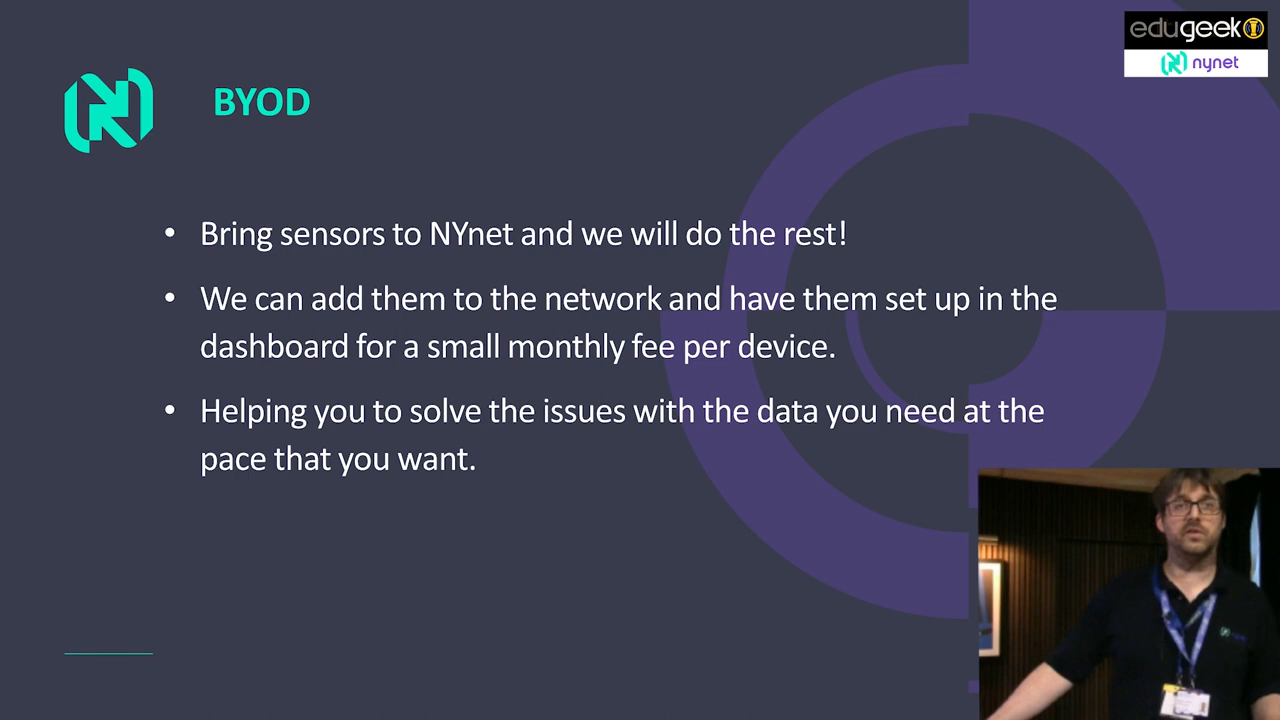 edugeek
nynet
BYOD
• Bring sensors to NYnet and we will do the rest!
• We can add them to the network and have them set up in the
dashboard for a small monthly fee per device.
• Helping you to solve the issues with the data you need at the
pace that you want.